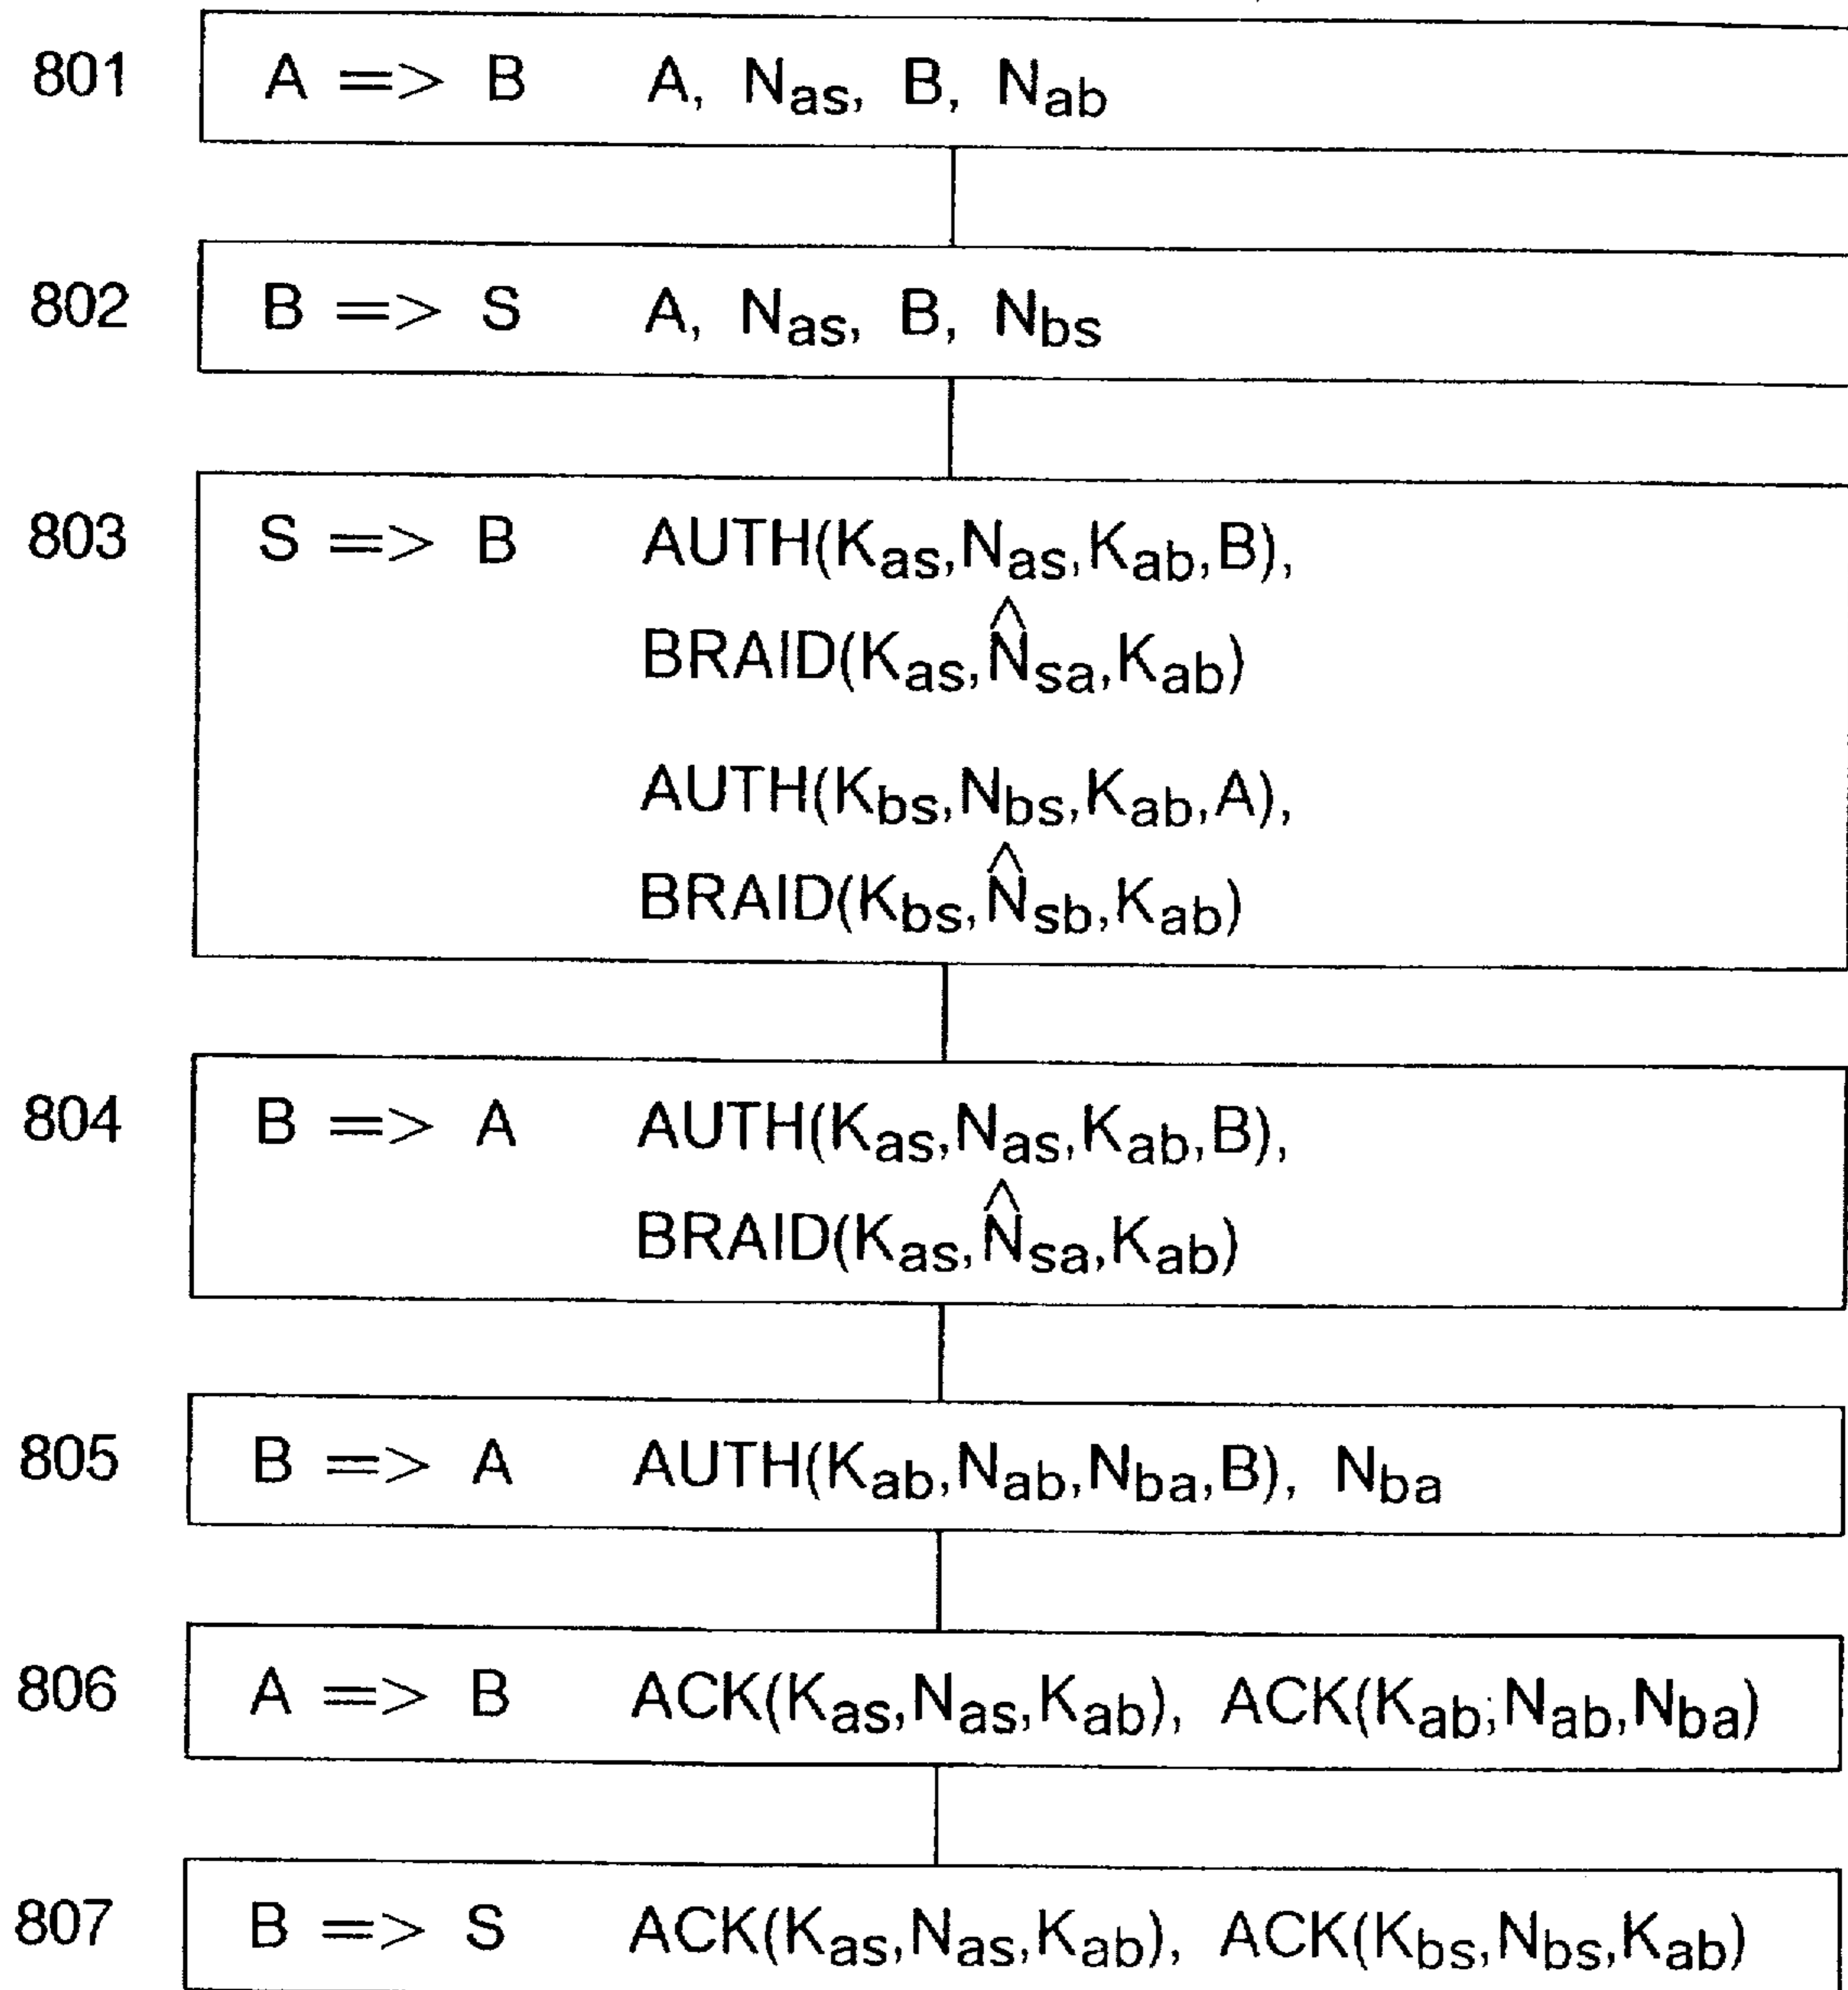 801 A => B A, Nas, B, Nab
802 B => S A, Nas, B, Nbs
803 S => B AUTH(Kas,Nas,Kab,B),
BRAID(Kas,N̂sa,Kab)
AUTH(Kbs,Nbs,Kab,A),
BRAID(Kbs,N̂sb,Kab)
804 B => A AUTH(Kas,Nas,Kab,B),
BRAID(Kas,N̂sa,Kab)
805 B => A AUTH(Kab,Nab,Nba,B), Nba
806 A => B ACK(Kas,Nas,Kab), ACK(Kab;Nab,Nba)
807 B => S ACK(Kas,Nas,Kab), ACK(Kbs,Nbs,Kab)